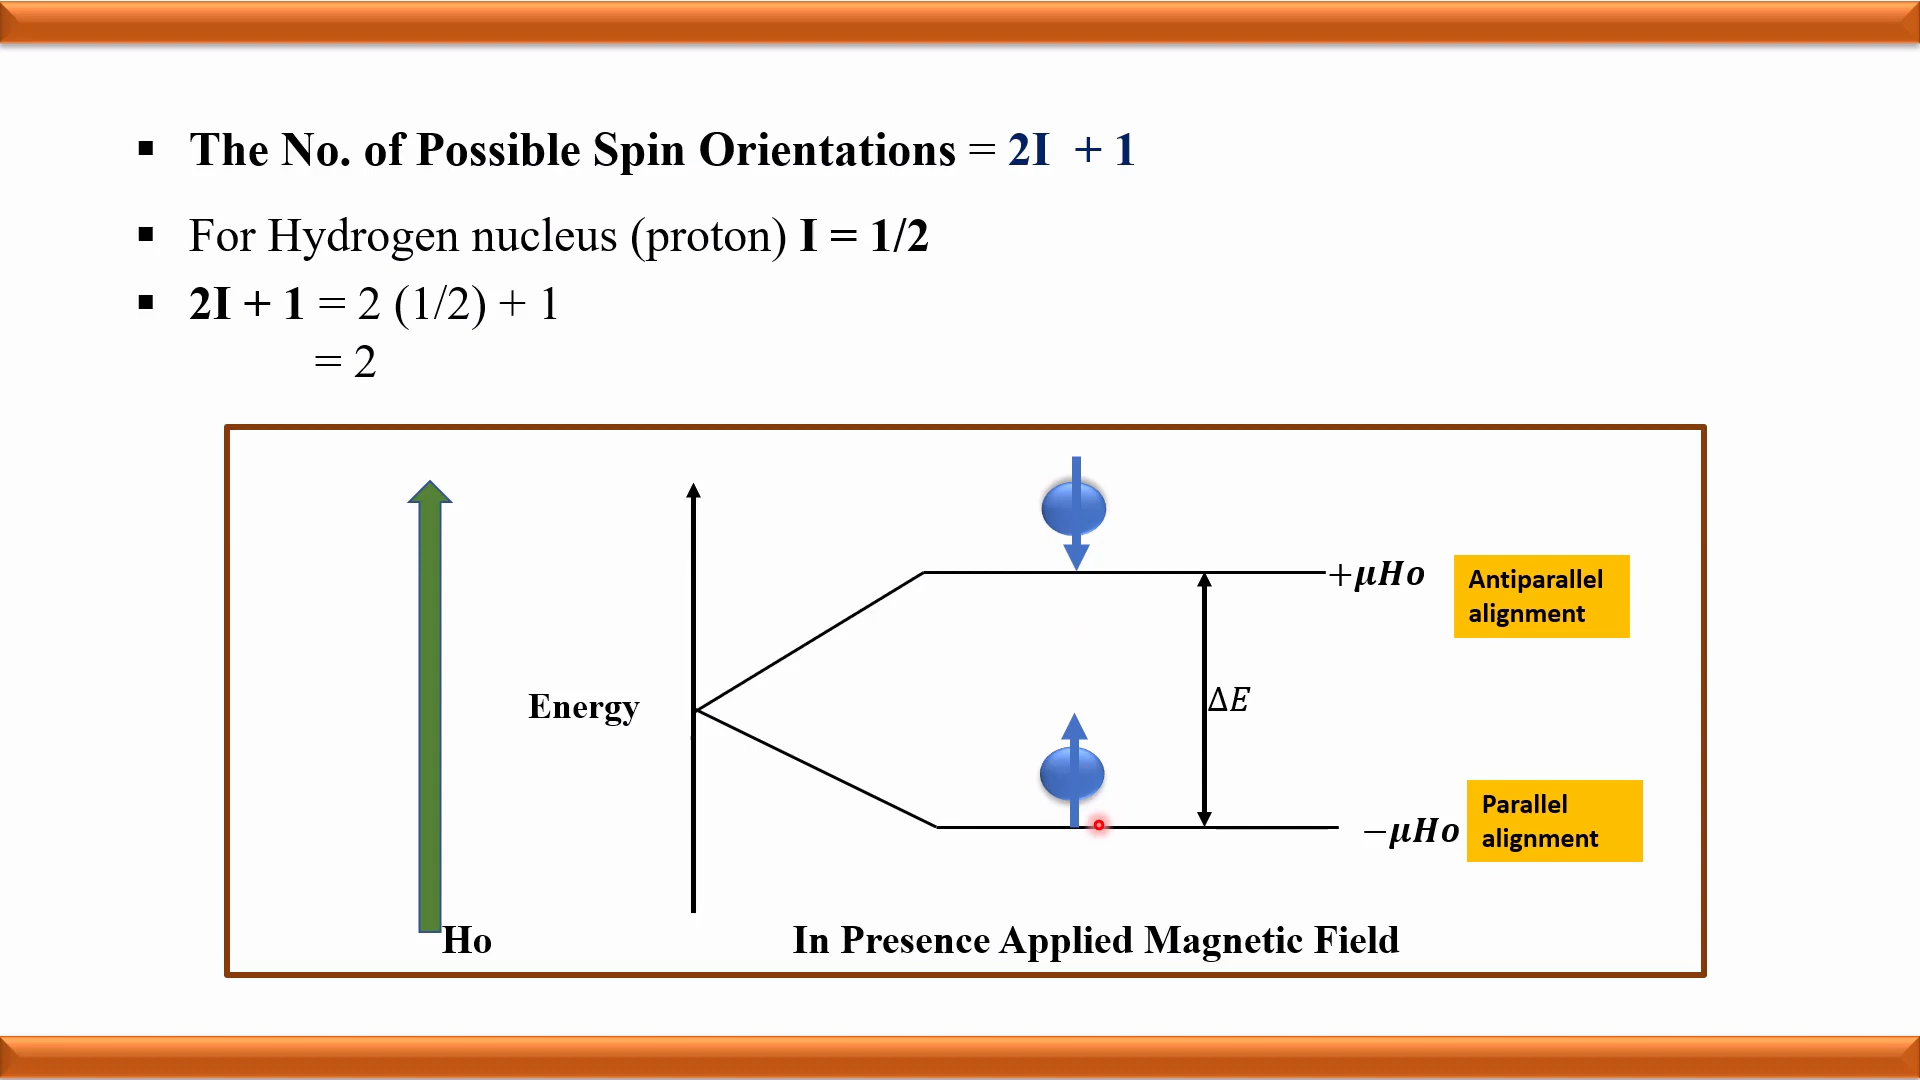 ▪ The No. of Possible Spin Orientations = 2I + 1
▪ For Hydrogen nucleus (proton) I = 1/2
▪ 2I + 1 = 2 (1/2) + 1
= 2
+μHo
Antiparallel
alignment
Energy
ΔE
−μHo
Parallel
alignment
Ho
In Presence Applied Magnetic Field